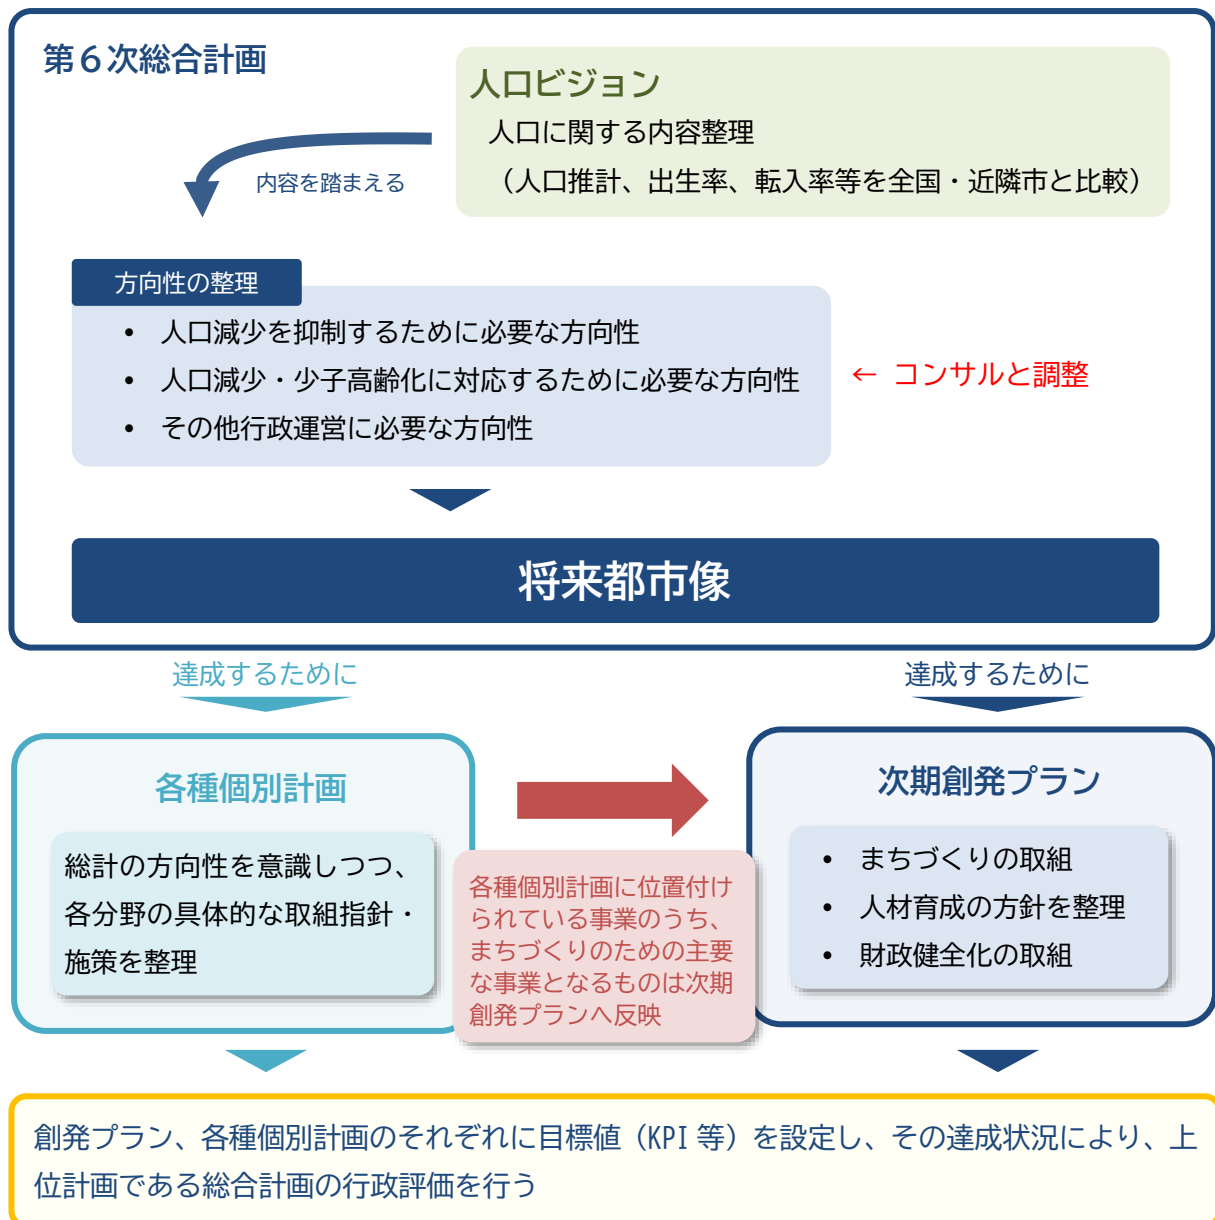 第６次総合計画
人口ビジョン
人口に関する内容整理
（人口推計、出生率、転入率等を全国・近隣市と比較）
内容を踏まえる
方向性の整理
• 人口減少を抑制するために必要な方向性
• 人口減少・少子高齢化に対応するために必要な方向性
• その他行政運営に必要な方向性
← コンサルと調整
将来都市像
達成するために
達成するために
各種個別計画
総計の方向性を意識しつつ、
各分野の具体的な取組指針・
施策を整理
各種個別計画に位置付け
られている事業のうち、
まちづくりのための主要
な事業となるものは次期
創発プランへ反映
次期創発プラン
• まちづくりの取組
• 人材育成の方針を整理
• 財政健全化の取組
創発プラン、各種個別計画のそれぞれに目標値（KPI 等）を設定し、その達成状況により、上
位計画である総合計画の行政評価を行う